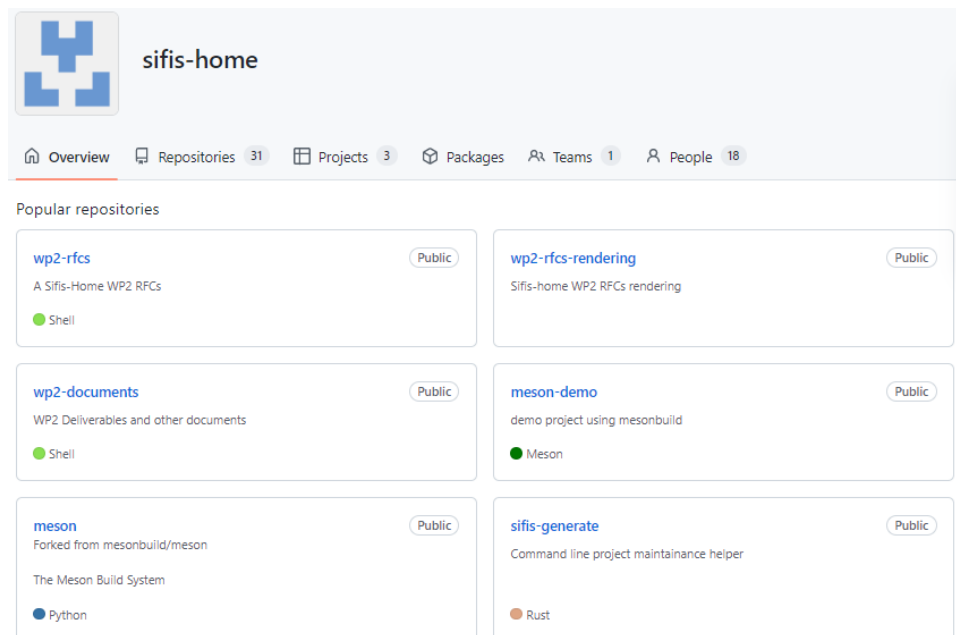 sifis-home
Overview Repositories 31 Projects 3 Packages Teams 1 People 18
Popular repositories
wp2-rfcs Public
A Sifis-Home WP2 RFCs
Shell
wp2-rfcs-rendering Public
Sifis-home WP2 RFCs rendering
wp2-documents Public
WP2 Deliverables and other documents
Shell
meson-demo Public
demo project using mesonbuild
Meson
meson Public
Forked from mesonbuild/meson
The Meson Build System
Python
sifis-generate Public
Command line project maintainance helper
Rust